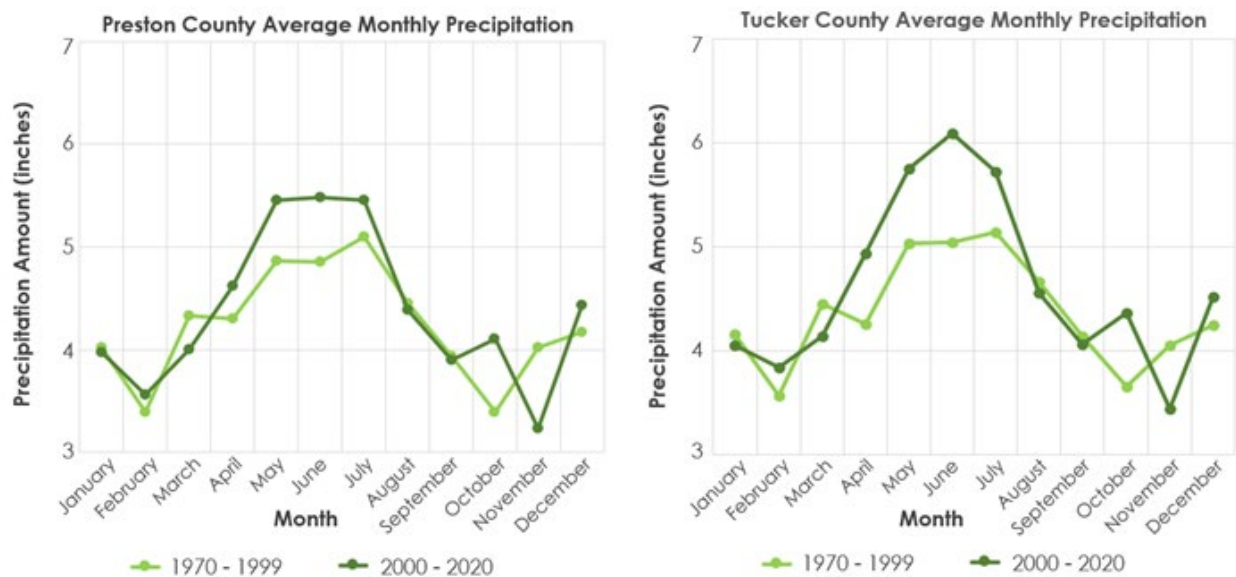 Preston County Average Monthly Precipitation
Precipitation Amount (inches)
7
6
5
4
3
January
February
March
April
May
June
July
August
September
October
November
December
Month
1970 - 1999
2000 - 2020
Tucker County Average Monthly Precipitation
Precipitation Amount (inches)
7
6
5
4
3
January
February
March
April
May
June
July
August
September
October
November
December
Month
1970 - 1999
2000 - 2020